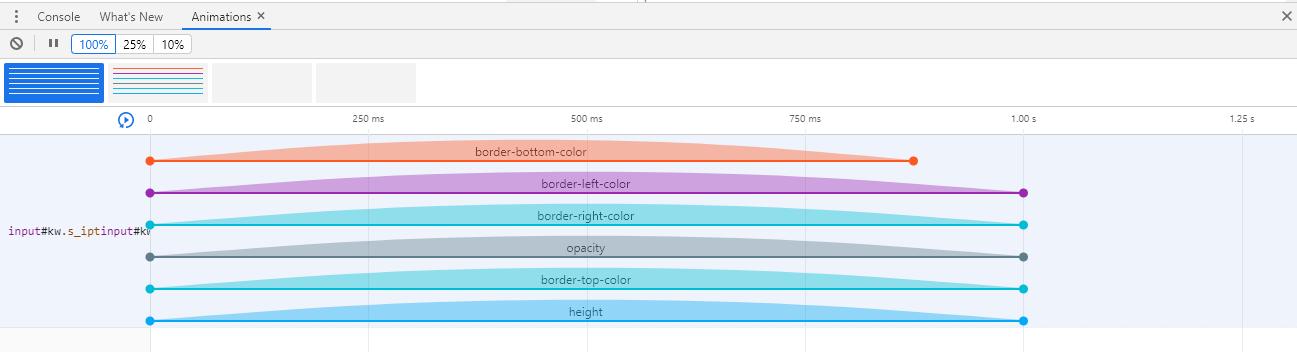 Console What's New Animations
100% 25% 10%
0 250 ms 500 ms 750 ms 1.00 s 1.25 s
border-bottom-color
border-left-color
border-right-color
input#kw.s_iptinput#kw
opacity
border-top-color
height